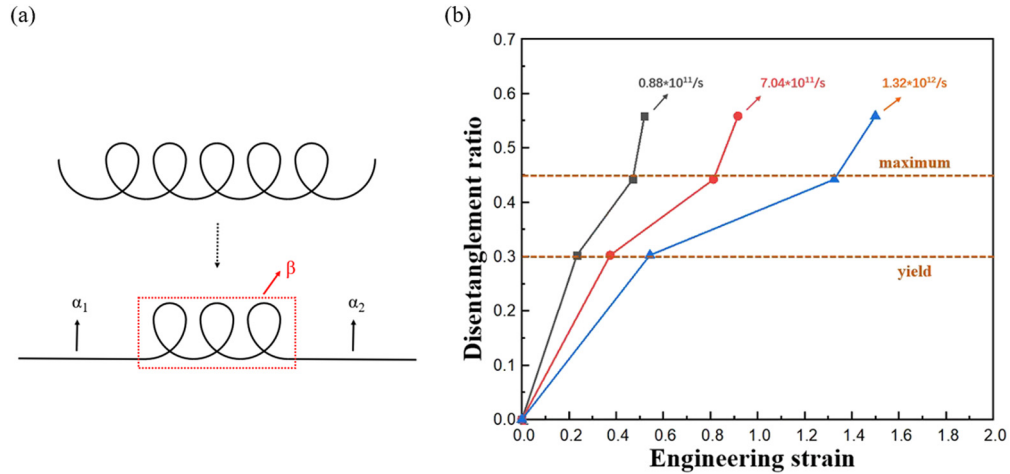 (a)
β
α₁
α₂
(b)
0.7
0.6
0.5
0.4
0.3
0.2
0.1
0.0
Disentanglement ratio
0.88*10¹¹/s
7.04*10¹¹/s
1.32*10¹²/s
maximum
yield
0.0 0.2 0.4 0.6 0.8 1.0 1.2 1.4 1.6 1.8 2.0
Engineering strain